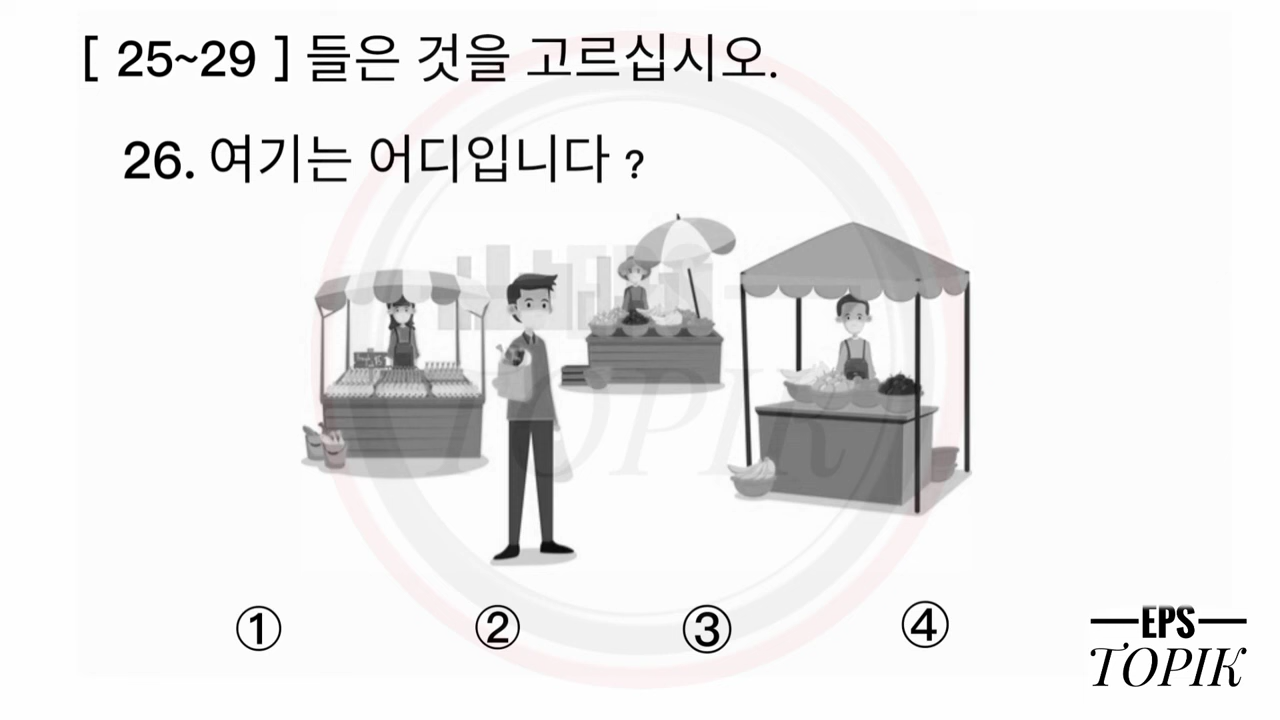 [ 25~29 ] 들은 것을 고르십시오.
26. 여기는 어디입니다 ?
① ② ③ ④
EPS
TOPIK
TOPIK